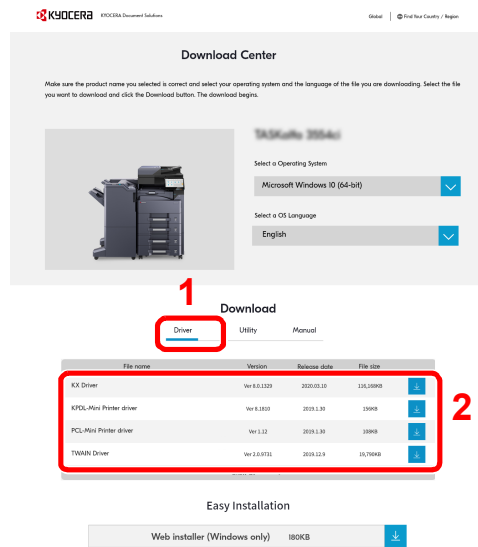 KYOCERA KYOCERA Document Solutions Global Find Your Country / Region
Download Center
Make sure the product name you selected is correct and select your operating system and the language of the file you are downloading. Select the file
you want to download and click the Download button. The download begins.
Select a Operating System
Microsoft Windows 10 (64-bit)
Select a OS Language
English
1
Download
Driver Utility Manual
File name Version Release date File size
KX Driver Ver 8.0.1329 2020.03.10 116,168KB
KPDL-Mini Printer driver Ver 8.1810 2019.1.30 156KB
2
PCL-Mini Printer driver Ver 1.12 2019.1.30 108KB
TWAIN Driver Ver 2.0.9731 2019.12.9 19,790KB
Easy Installation
Web installer (Windows only) 180KB